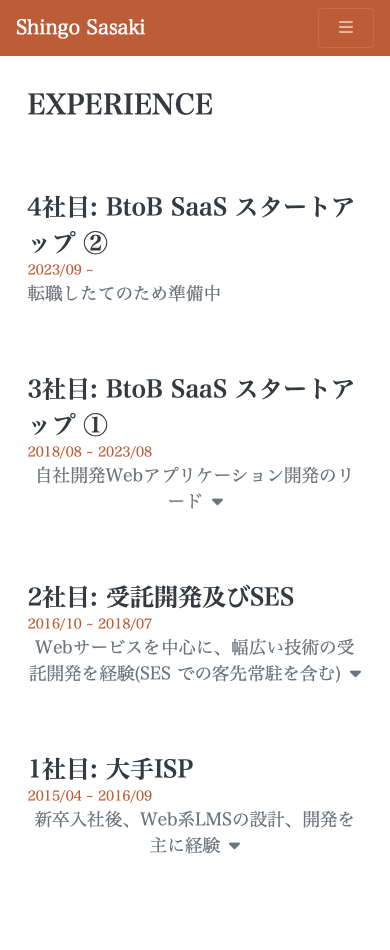 Shingo Sasaki
EXPERIENCE
4社目: BtoB SaaS スタートア
ップ ②
2023/09 ~
転職したてのため準備中
3社目: BtoB SaaS スタートア
ップ ①
2018/08 ~ 2023/08
自社開発Webアプリケーション開発のリ
ード
2社目: 受託開発及びSES
2016/10 ~ 2018/07
Webサービスを中心に、幅広い技術の受
託開発を経験(SES での客先常駐を含む)
1社目: 大手ISP
2015/04 ~ 2016/09
新卒入社後、Web系LMSの設計、開発を
主に経験